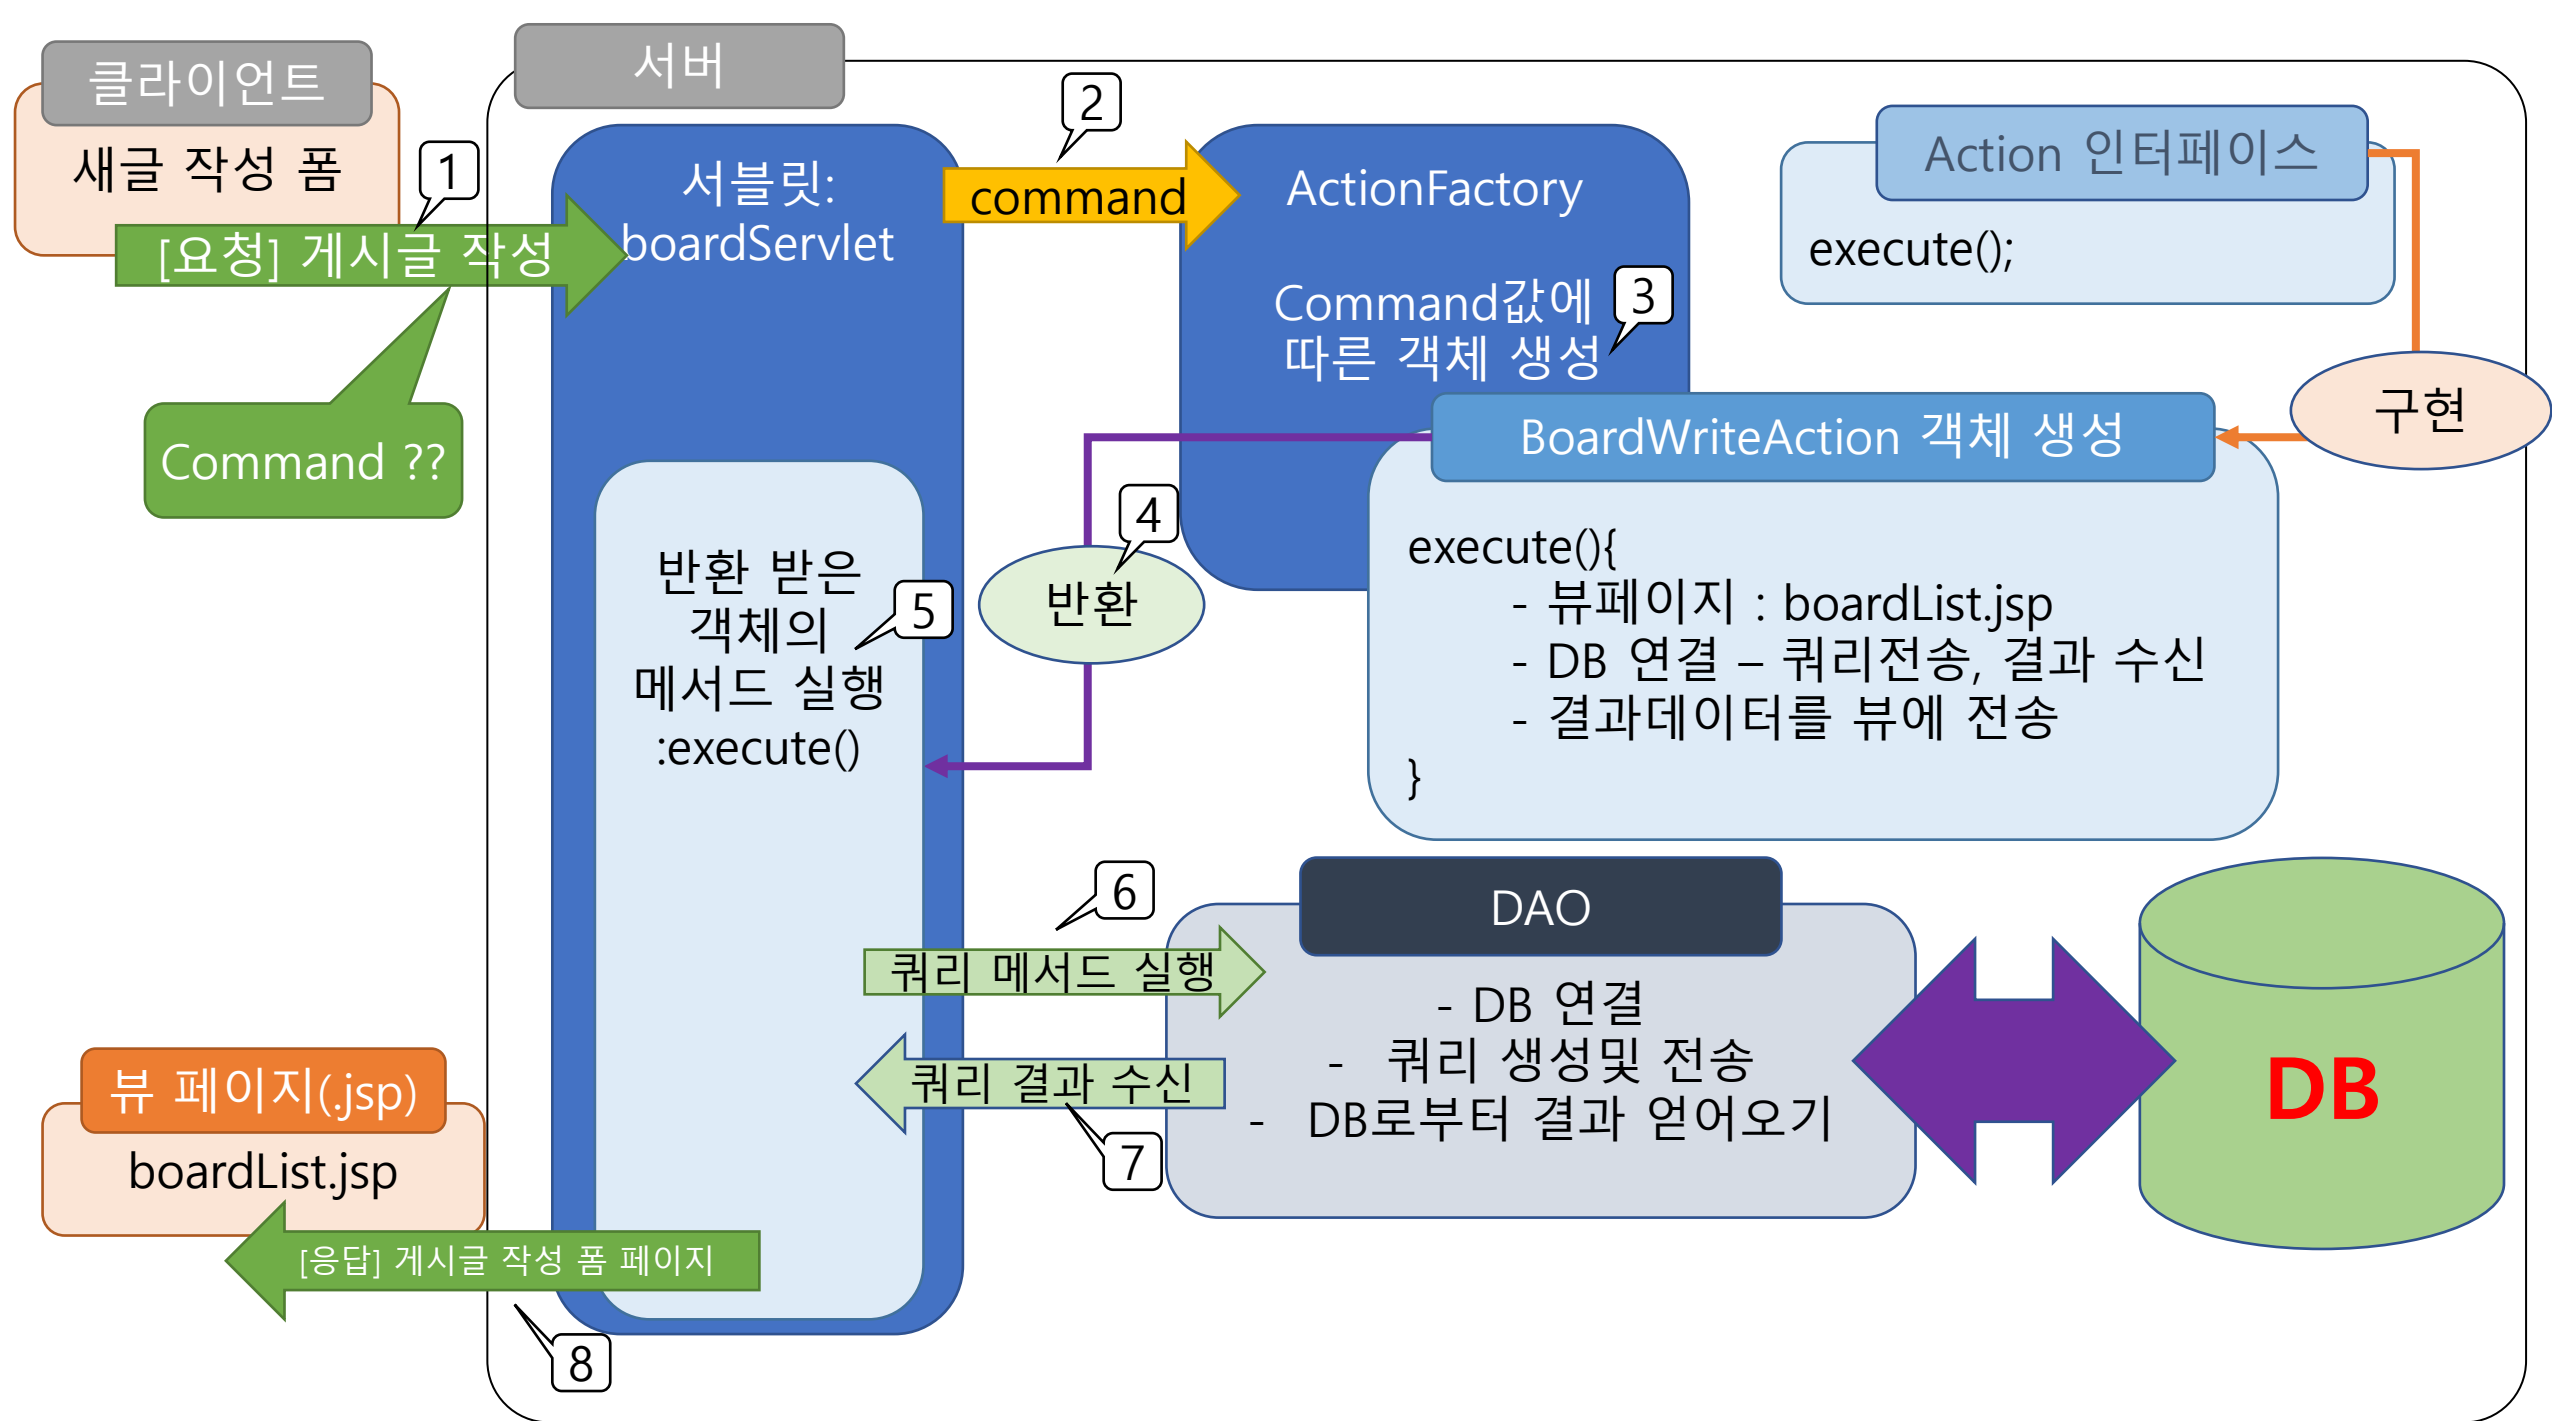 클라이언트
새글 작성 폼
1
[요청] 게시글 작성
Command ??
서버
서블릿:
boardServlet
2
command
ActionFactory
Command값에
따른 객체 생성
3
Action 인터페이스
execute();
구현
BoardWriteAction 객체 생성
execute(){
- 뷰페이지 : boardList.jsp
- DB 연결 – 쿼리전송, 결과 수신
- 결과데이터를 뷰에 전송
}
4
반환
반환 받은
객체의
메서드 실행
:execute()
5
6
쿼리 메서드 실행
쿼리 결과 수신
7
DAO
- DB 연결
- 쿼리 생성및 전송
- DB로부터 결과 얻어오기
DB
뷰 페이지(.jsp)
boardList.jsp
[응답] 게시글 작성 폼 페이지
8